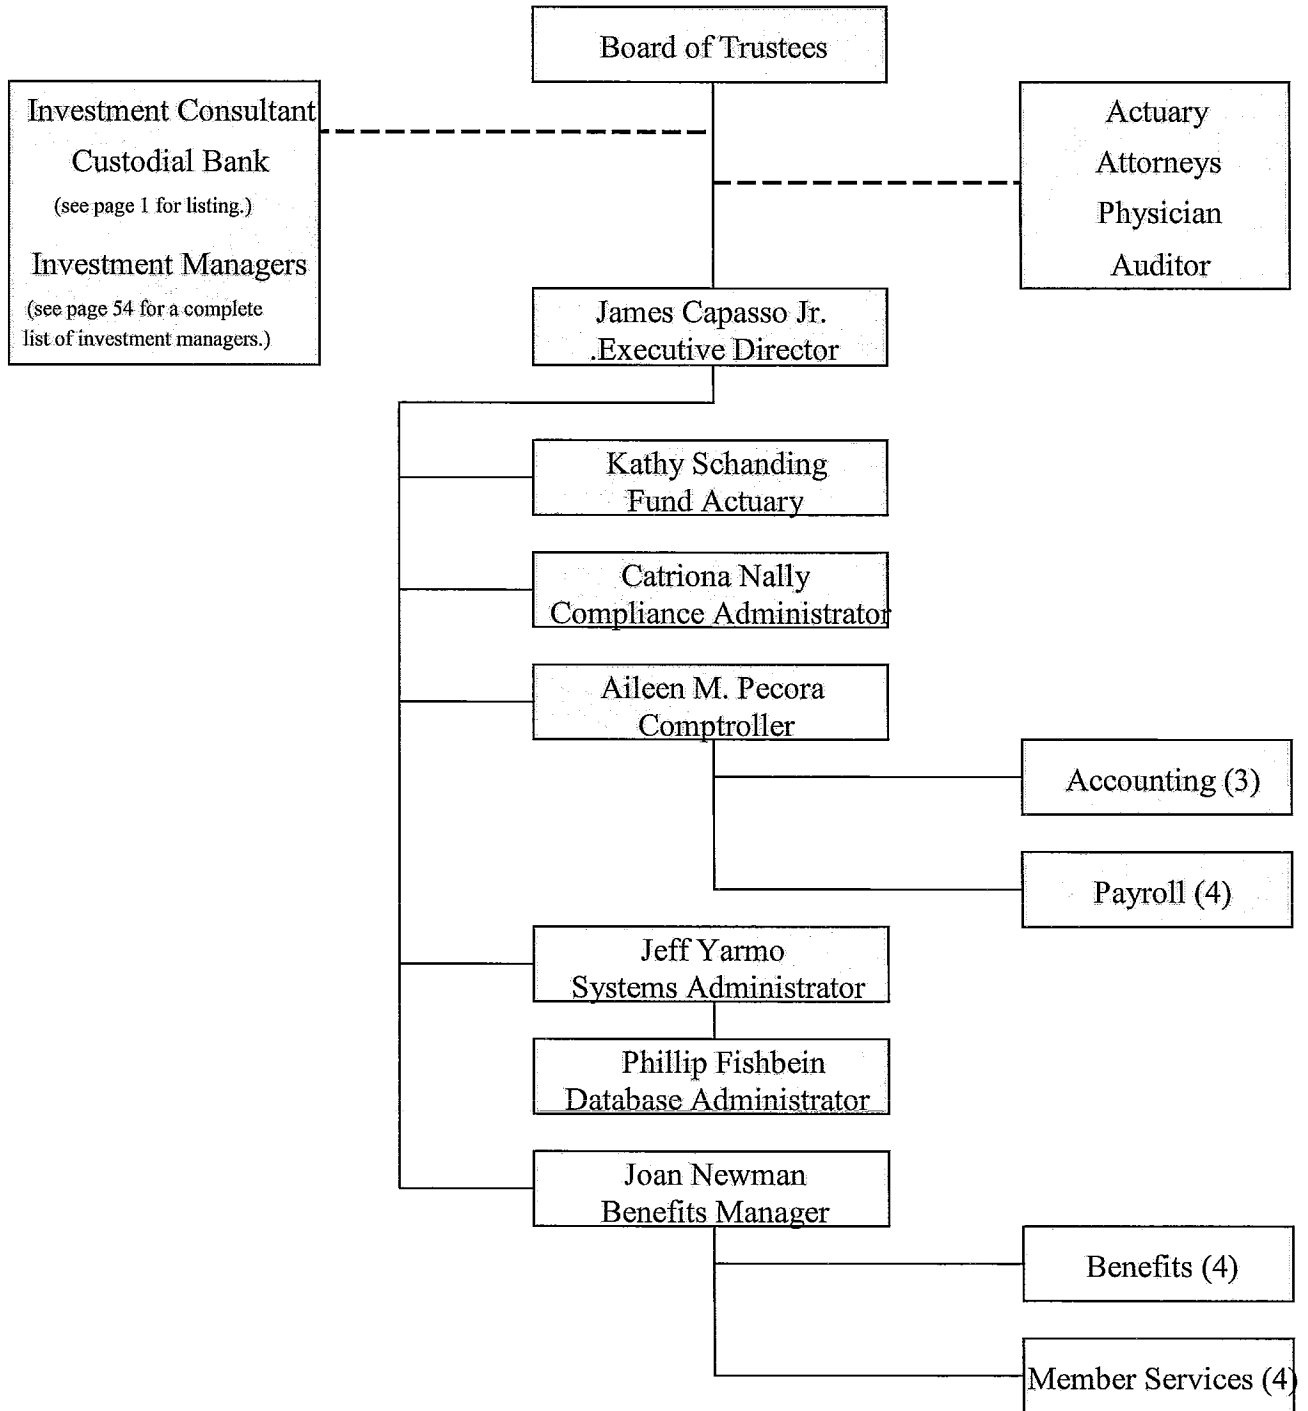 Board of Trustees
Investment Consultant
Custodial Bank
(see page 1 for listing.)
Investment Managers
(see page 54 for a complete
list of investment managers.)
Actuary
Attorneys
Physician
Auditor
James Capasso Jr.
.Executive Director
Kathy Schanding
Fund Actuary
Catriona Nally
Compliance Administrator
Aileen M. Pecora
Comptroller
Accounting (3)
Payroll (4)
Jeff Yarmo
Systems Administrator
Phillip Fishbein
Database Administrator
Joan Newman
Benefits Manager
Benefits (4)
Member Services (4)